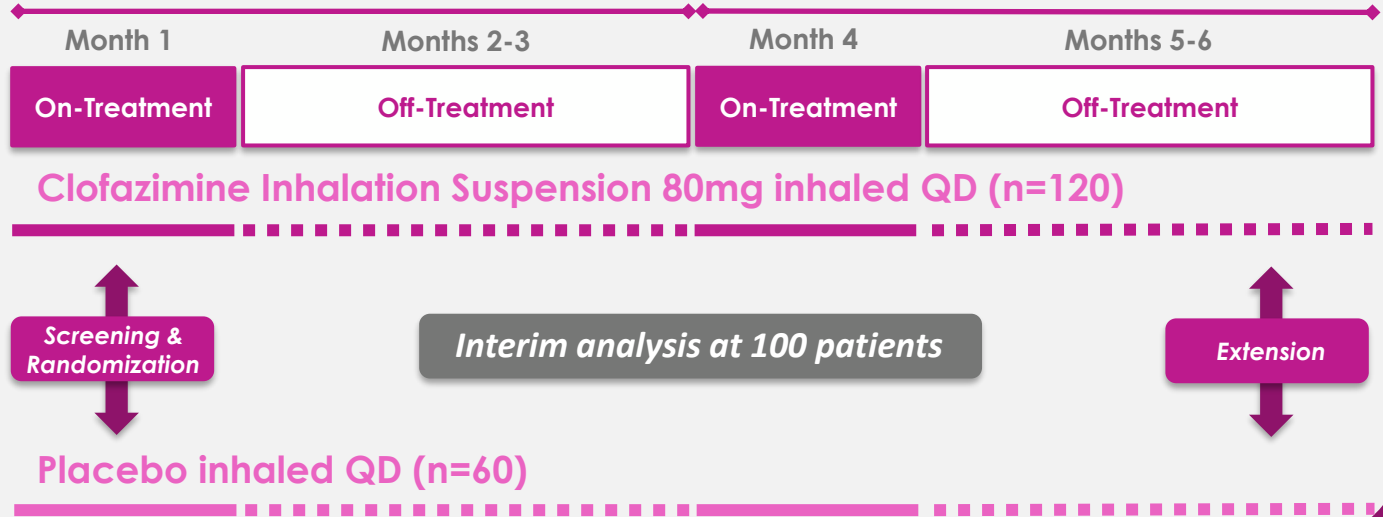 Month 1
Months 2-3
Month 4
Months 5-6
On-Treatment
Off-Treatment
On-Treatment
Off-Treatment
Clofazimine Inhalation Suspension 80mg inhaled QD (n=120)
Screening &
Randomization
Interim analysis at 100 patients
Extension
Placebo inhaled QD (n=60)